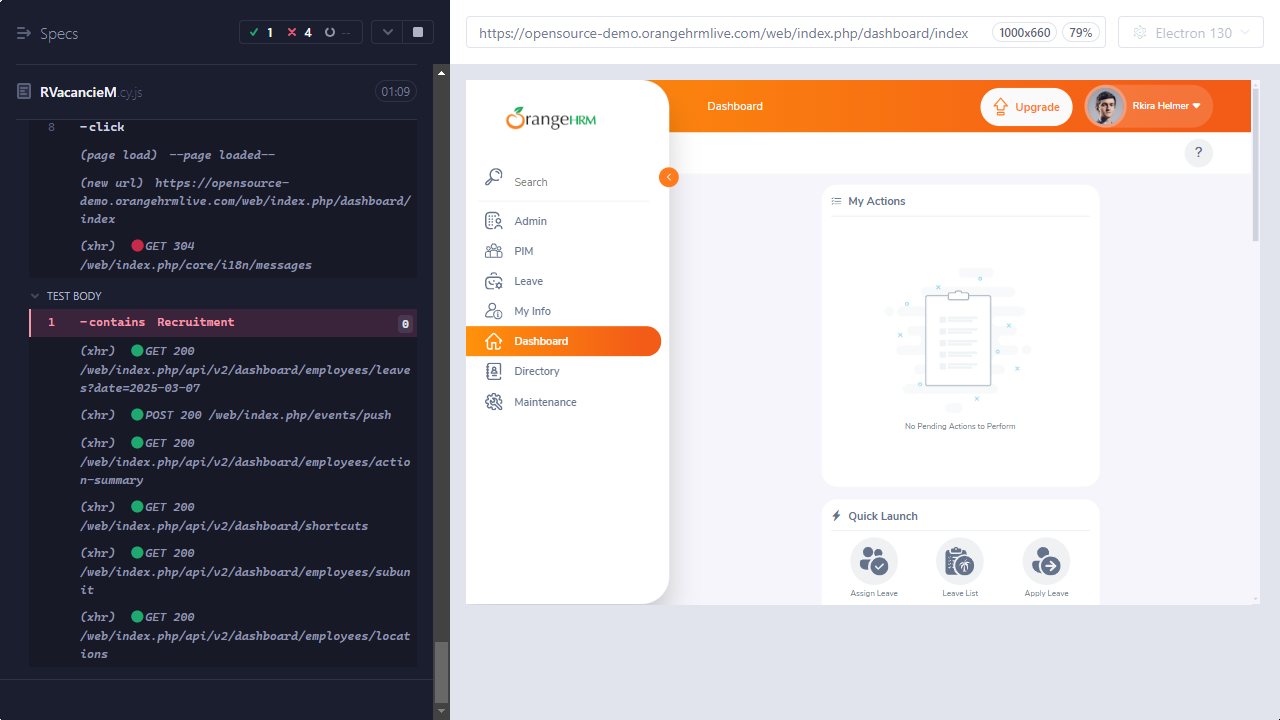 Specs
1
4
--
https://opensource-demo.orangehrmlive.com/web/index.php/dashboard/index
1000x660
79%
Electron 130
RVacancieM.cy.js
01:09
8 -click
(page load) --page loaded--
(new url) https://opensource-
demo.orangehrmlive.com/web/index.php/dashboard/
index
(xhr) GET 304
/web/index.php/core/i18n/messages
TEST BODY
1 -contains Recruitment 0
(xhr) GET 200
/web/index.php/api/v2/dashboard/employees/leave
s?date=2025-03-07
(xhr) POST 200 /web/index.php/events/push
(xhr) GET 200
/web/index.php/api/v2/dashboard/employees/actio
n-summary
(xhr) GET 200
/web/index.php/api/v2/dashboard/shortcuts
(xhr) GET 200
/web/index.php/api/v2/dashboard/employees/subun
it
(xhr) GET 200
/web/index.php/api/v2/dashboard/employees/locat
ions
OrangeHRM
Search
Admin
PIM
Leave
My Info
Dashboard
Directory
Maintenance
Dashboard
Upgrade
Rkira Helmer
?
My Actions
No Pending Actions to Perform
Quick Launch
Assign Leave
Leave List
Apply Leave